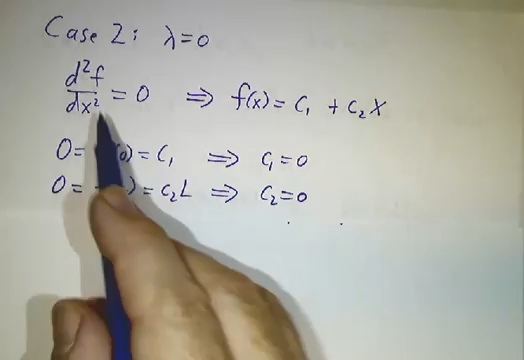 Case 2: λ=0
d²f/dx² = 0 ⇒ f(x) = C₁ + C₂X
0= 0) = C₁ ⇒ C₁=0
0= ) = C₂L ⇒ C₂=0